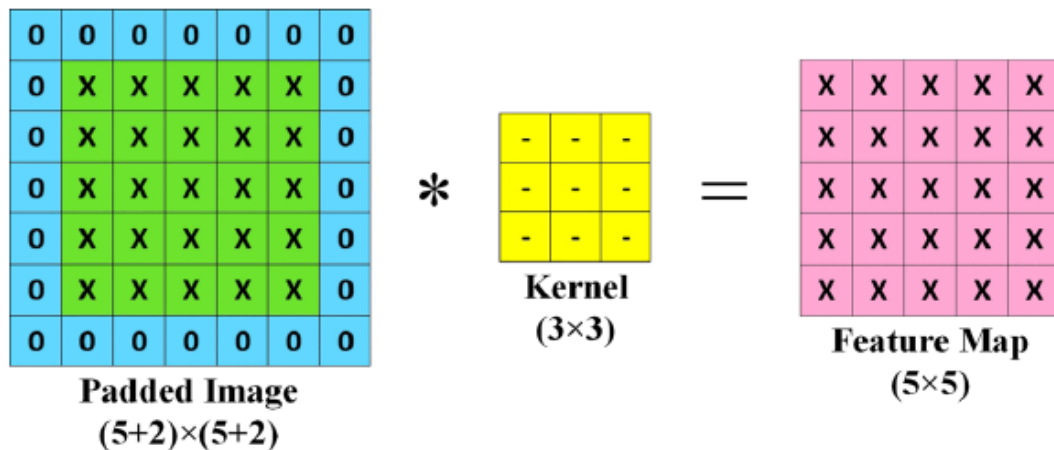 0 0 0 0 0 0 0
0 X X X X X 0
0 X X X X X 0
0 X X X X X 0
0 X X X X X 0
0 X X X X X 0
0 0 0 0 0 0 0
Padded Image
(5+2)×(5+2)
*
- - -
- - -
- - -
Kernel
(3×3)
=
X X X X X
X X X X X
X X X X X
X X X X X
X X X X X
Feature Map
(5×5)